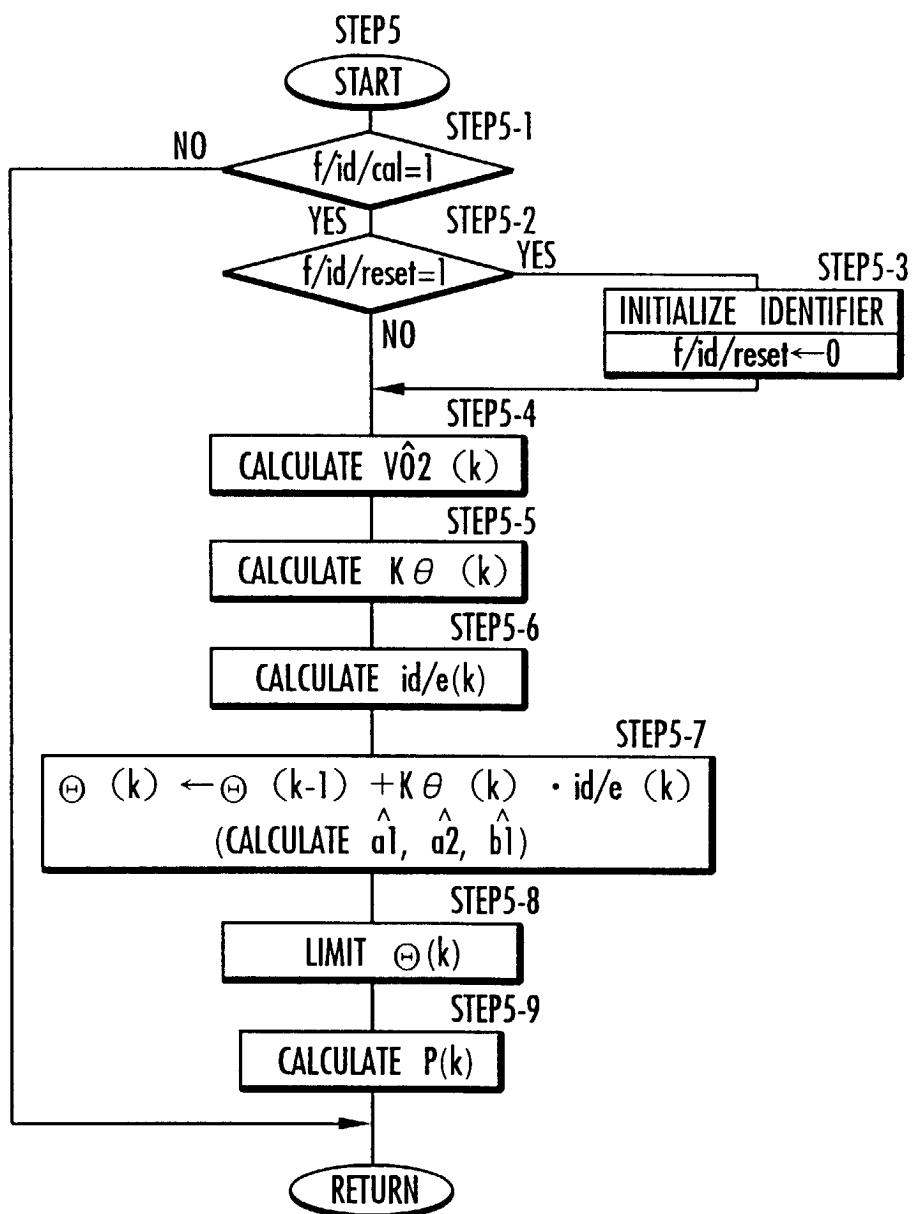 STEP5
START
STEP5-1
NO
f/id/cal=1
YES
STEP5-2
f/id/reset=1
YES
STEP5-3
INITIALIZE IDENTIFIER
f/id/reset←0
NO
STEP5-4
CALCULATE VÔ2 (k)
STEP5-5
CALCULATE Kθ (k)
STEP5-6
CALCULATE id/e(k)
STEP5-7
Θ (k) ←Θ (k-1) +Kθ (k) ・id/e (k)
(CALCULATE â1, â2, b̂1)
STEP5-8
LIMIT Θ(k)
STEP5-9
CALCULATE P(k)
RETURN